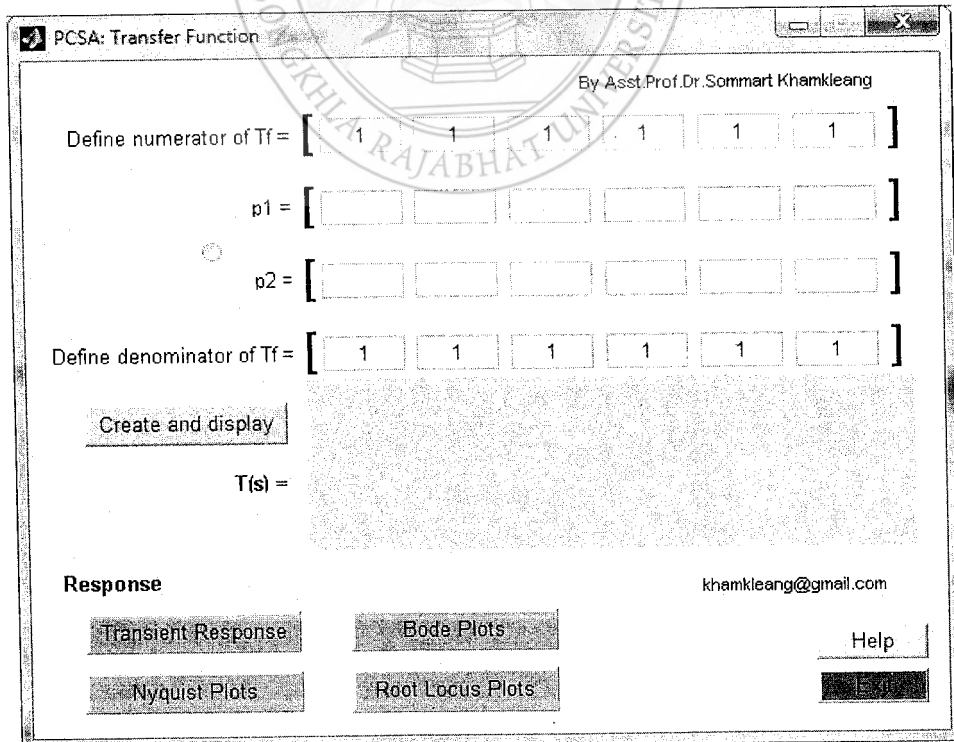 PCSA: Transfer Function
By Asst.Prof.Dr.Sommart Khamkleang
Define numerator of Tf = [ 1 1 1 1 1 1 ]
p1 = [ ]
p2 = [ ]
Define denominator of Tf = [ 1 1 1 1 1 1 ]
Create and display
T(s) =
Response
khamkleang@gmail.com
Transient Response
Bode Plots
Help
Nyquist Plots
Root Locus Plots
Exit
RAJABHAT